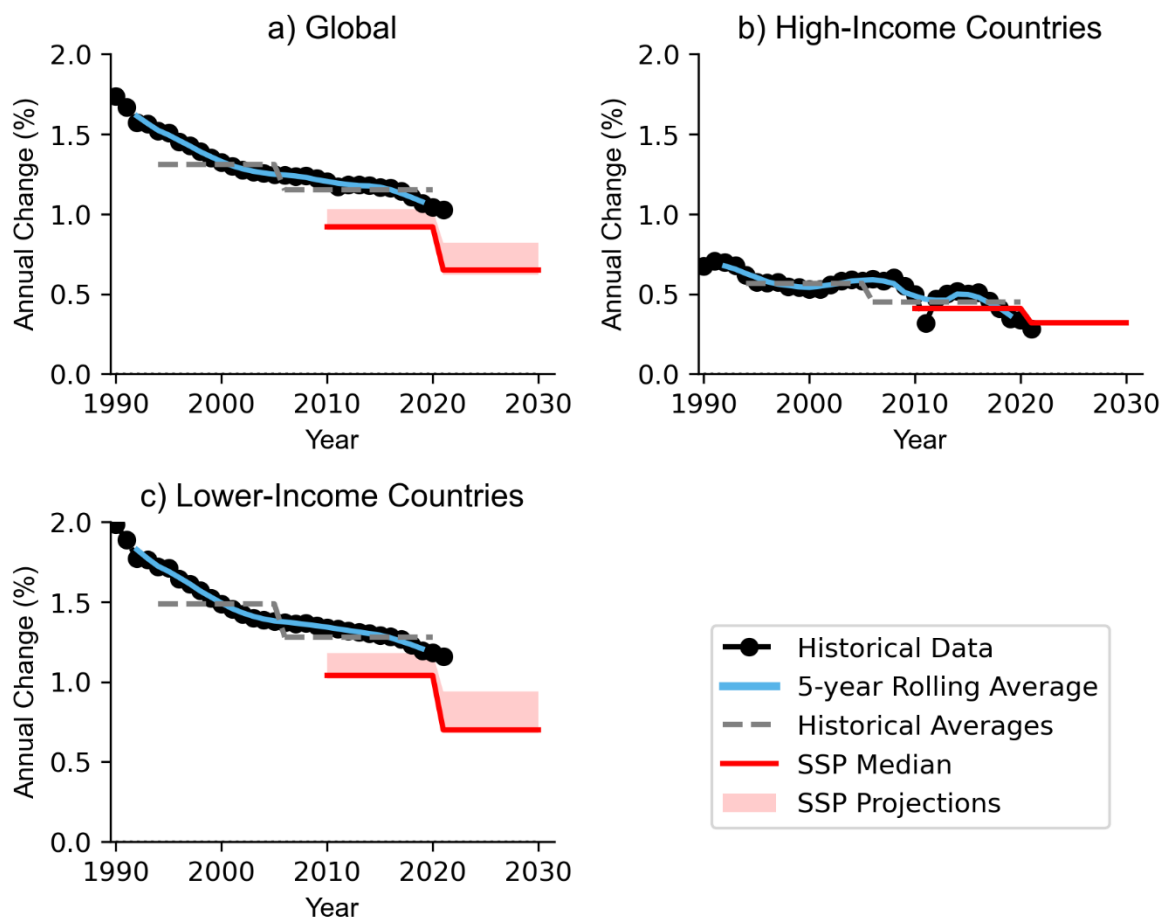 a) Global
2.0
1.5
1.0
0.5
0.0
Annual Change (%)
1990 2000 2010 2020 2030
Year
b) High-Income Countries
2.0
1.5
1.0
0.5
0.0
Annual Change (%)
1990 2000 2010 2020 2030
Year
c) Lower-Income Countries
2.0
1.5
1.0
0.5
0.0
Annual Change (%)
1990 2000 2010 2020 2030
Year
Historical Data
5-year Rolling Average
Historical Averages
SSP Median
SSP Projections